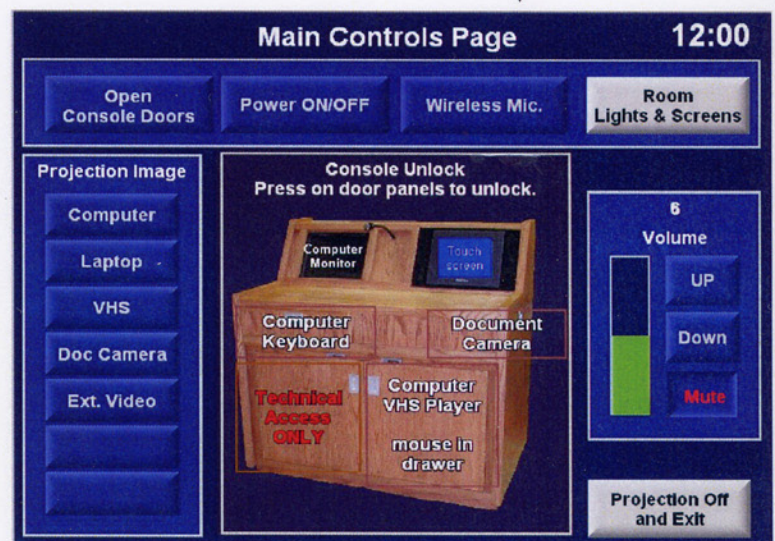 Main Controls Page
12:00
Open
Console Doors
Power ON/OFF
Wireless Mic.
Room
Lights & Screens
Projection Image
Computer
Laptop
VHS
Doc Camera
Ext. Video
Console Unlock
Press on door panels to unlock.
Computer
Monitor
Touch
screen
Computer
Keyboard
Document
Camera
Technical
Access
ONLY
Computer
VHS Player
mouse in
drawer
6
Volume
UP
Down
Mute
Projection Off
and Exit